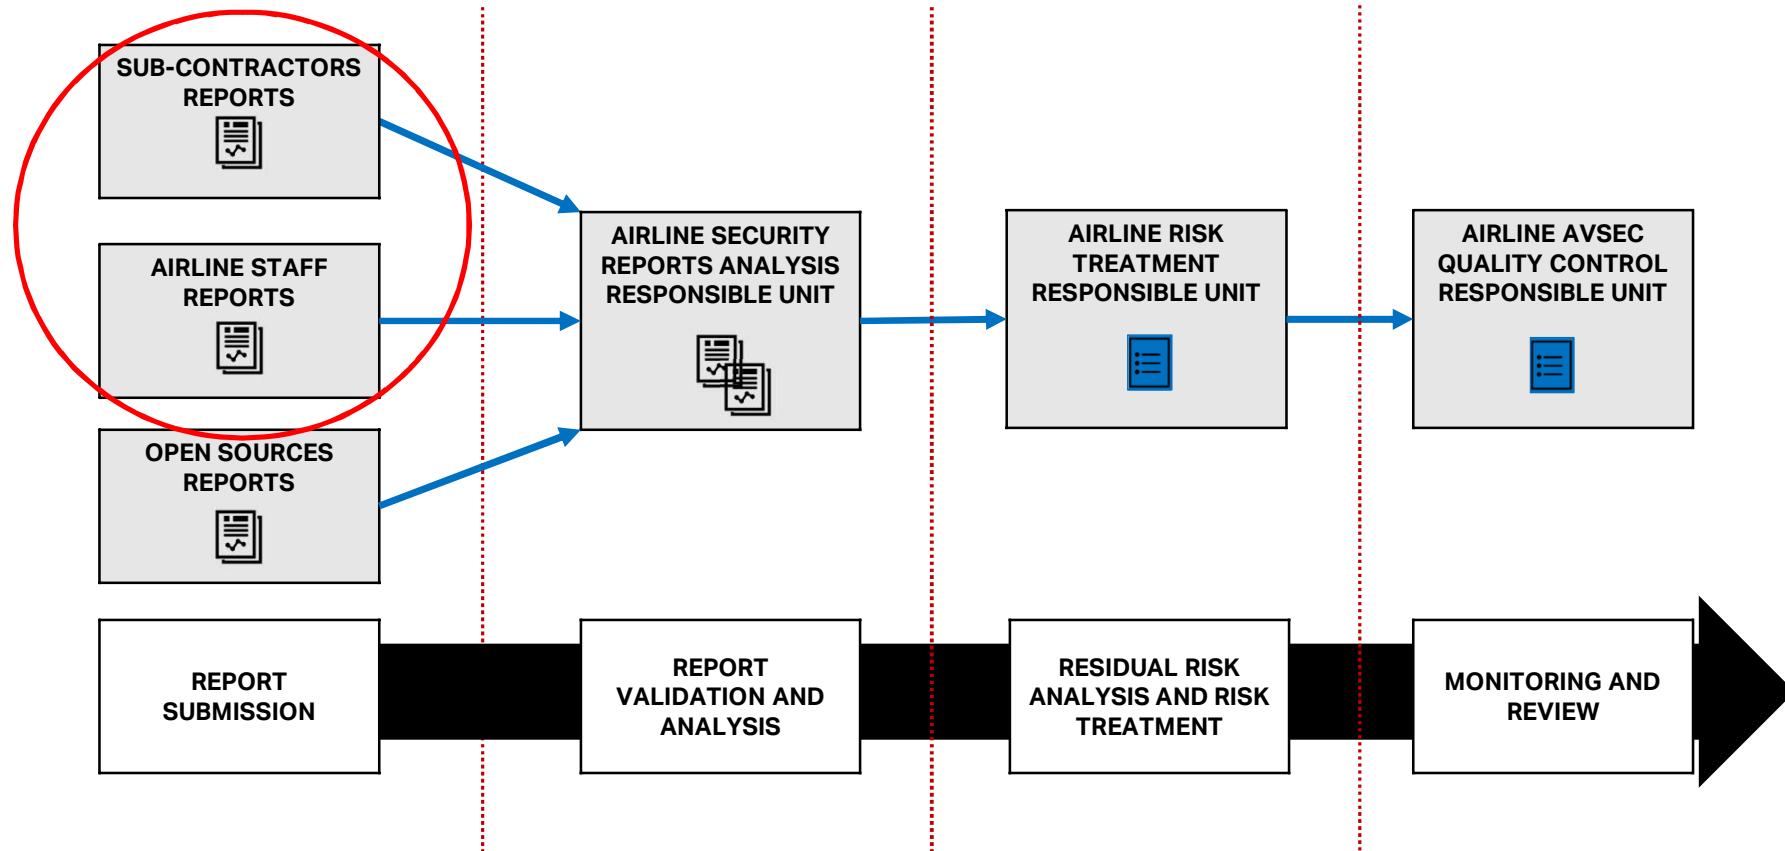 SUB-CONTRACTORS
REPORTS
AIRLINE STAFF
REPORTS
OPEN SOURCES
REPORTS
AIRLINE SECURITY
REPORTS ANALYSIS
RESPONSIBLE UNIT
AIRLINE RISK
TREATMENT
RESPONSIBLE UNIT
AIRLINE AVSEC
QUALITY CONTROL
RESPONSIBLE UNIT
REPORT
SUBMISSION
REPORT
VALIDATION AND
ANALYSIS
RESIDUAL RISK
ANALYSIS AND RISK
TREATMENT
MONITORING AND
REVIEW